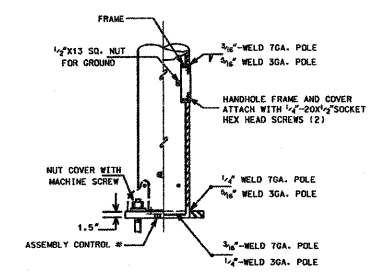 FRAME
1/2"X13 SQ. NUT
FOR GROUND
3/16"-WELD 7GA. POLE
5/16" WELD 3GA. POLE
HANDHOLE FRAME AND COVER
ATTACH WITH 1/4"-20X1/2"SOCKET
HEX HEAD SCREWS (2)
NUT COVER WITH
MACHINE SCREW
1/4" WELD 7GA. POLE
5/16" WELD 3GA. POLE
1.5"
ASSEMBLY CONTROL #
3/16"-WELD 7GA. POLE
1/4"-WELD 3GA. POLE